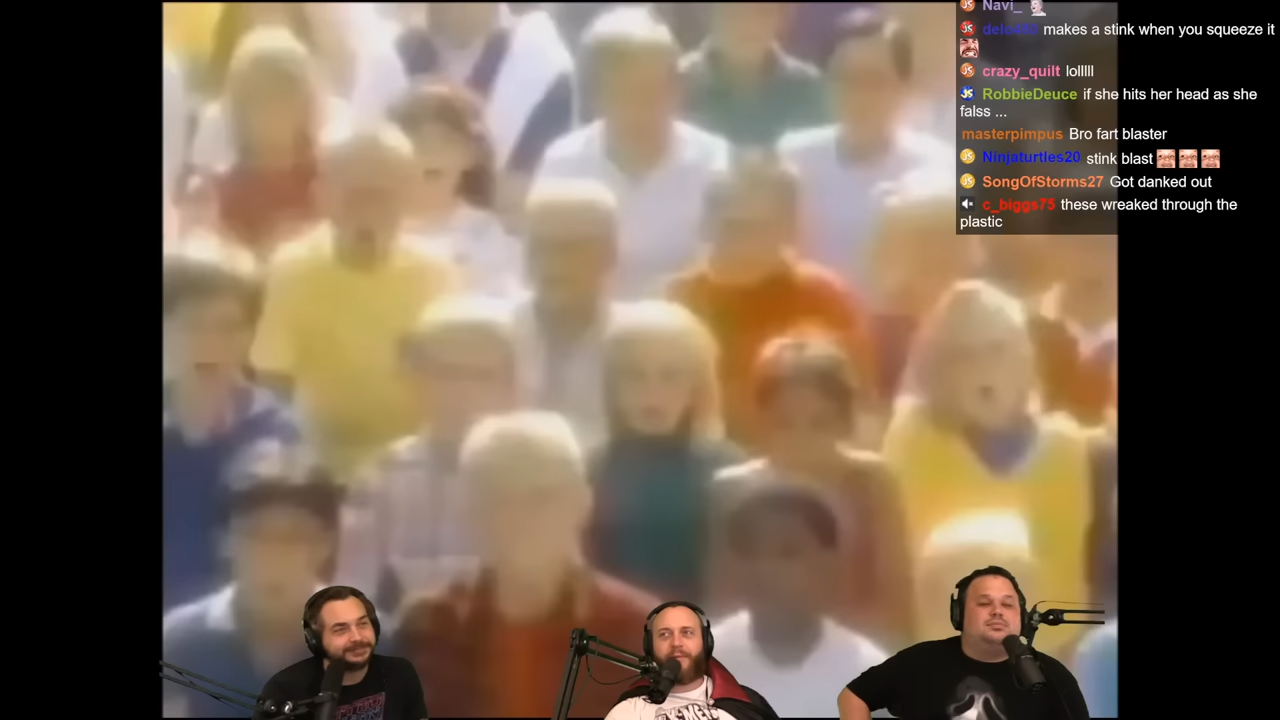 Navi_
makes a stink when you squeeze it
crazy_quilt lolllll
RobbieDeuce if she hits her head as she
falss ...
masterpimpus Bro fart blaster
Ninjaturtles20 stink blast
SongOfStorms27 Got danked out
c_biggs75 these wreaked through the
plastic